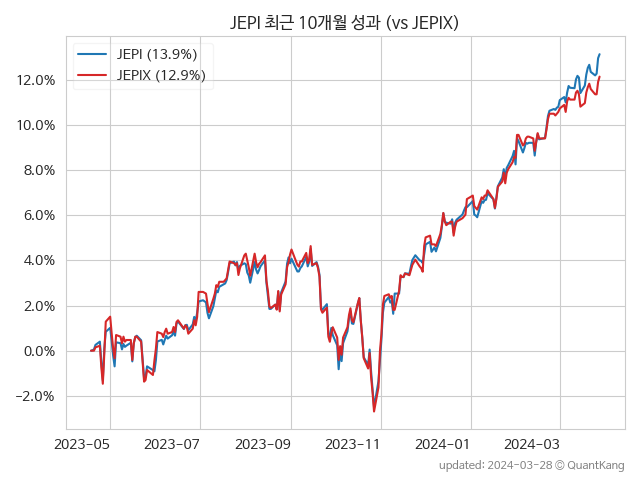 JEPI 최근 10개월 성과 (vs JEPIX)
JEPI (13.9%)
JEPIX (12.9%)
12.0%
10.0%
8.0%
6.0%
4.0%
2.0%
0.0%
−2.0%
2023-05 2023-07 2023-09 2023-11 2024-01 2024-03
updated: 2024-03-28 © QuantKang